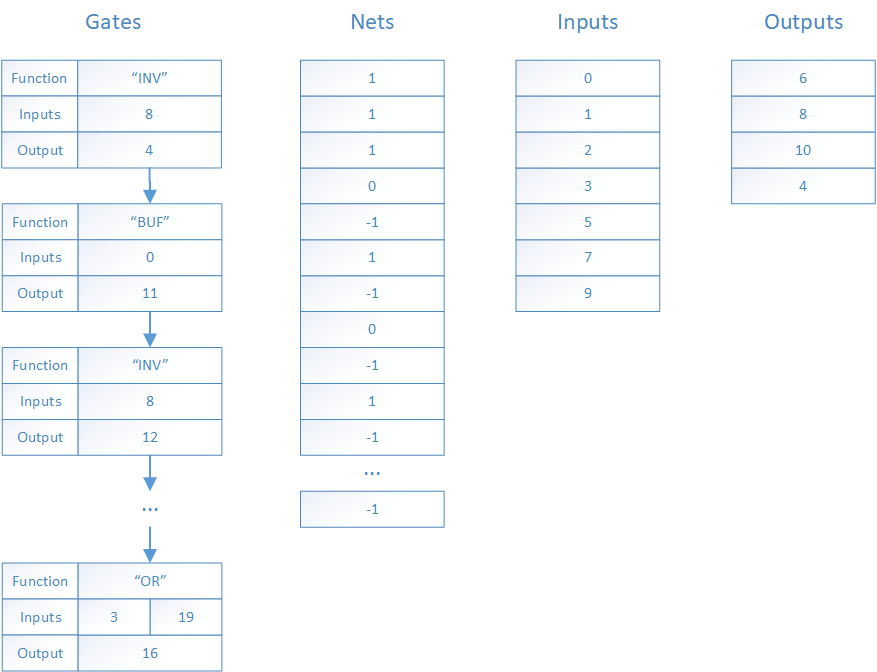 Gates
Function "INV"
Inputs 8
Output 4
Function "BUF"
Inputs 0
Output 11
Function "INV"
Inputs 8
Output 12
...
Function "OR"
Inputs 3 19
Output 16
Nets
1
1
1
0
-1
1
-1
0
-1
1
-1
...
-1
Inputs
0
1
2
3
5
7
9
Outputs
6
8
10
4